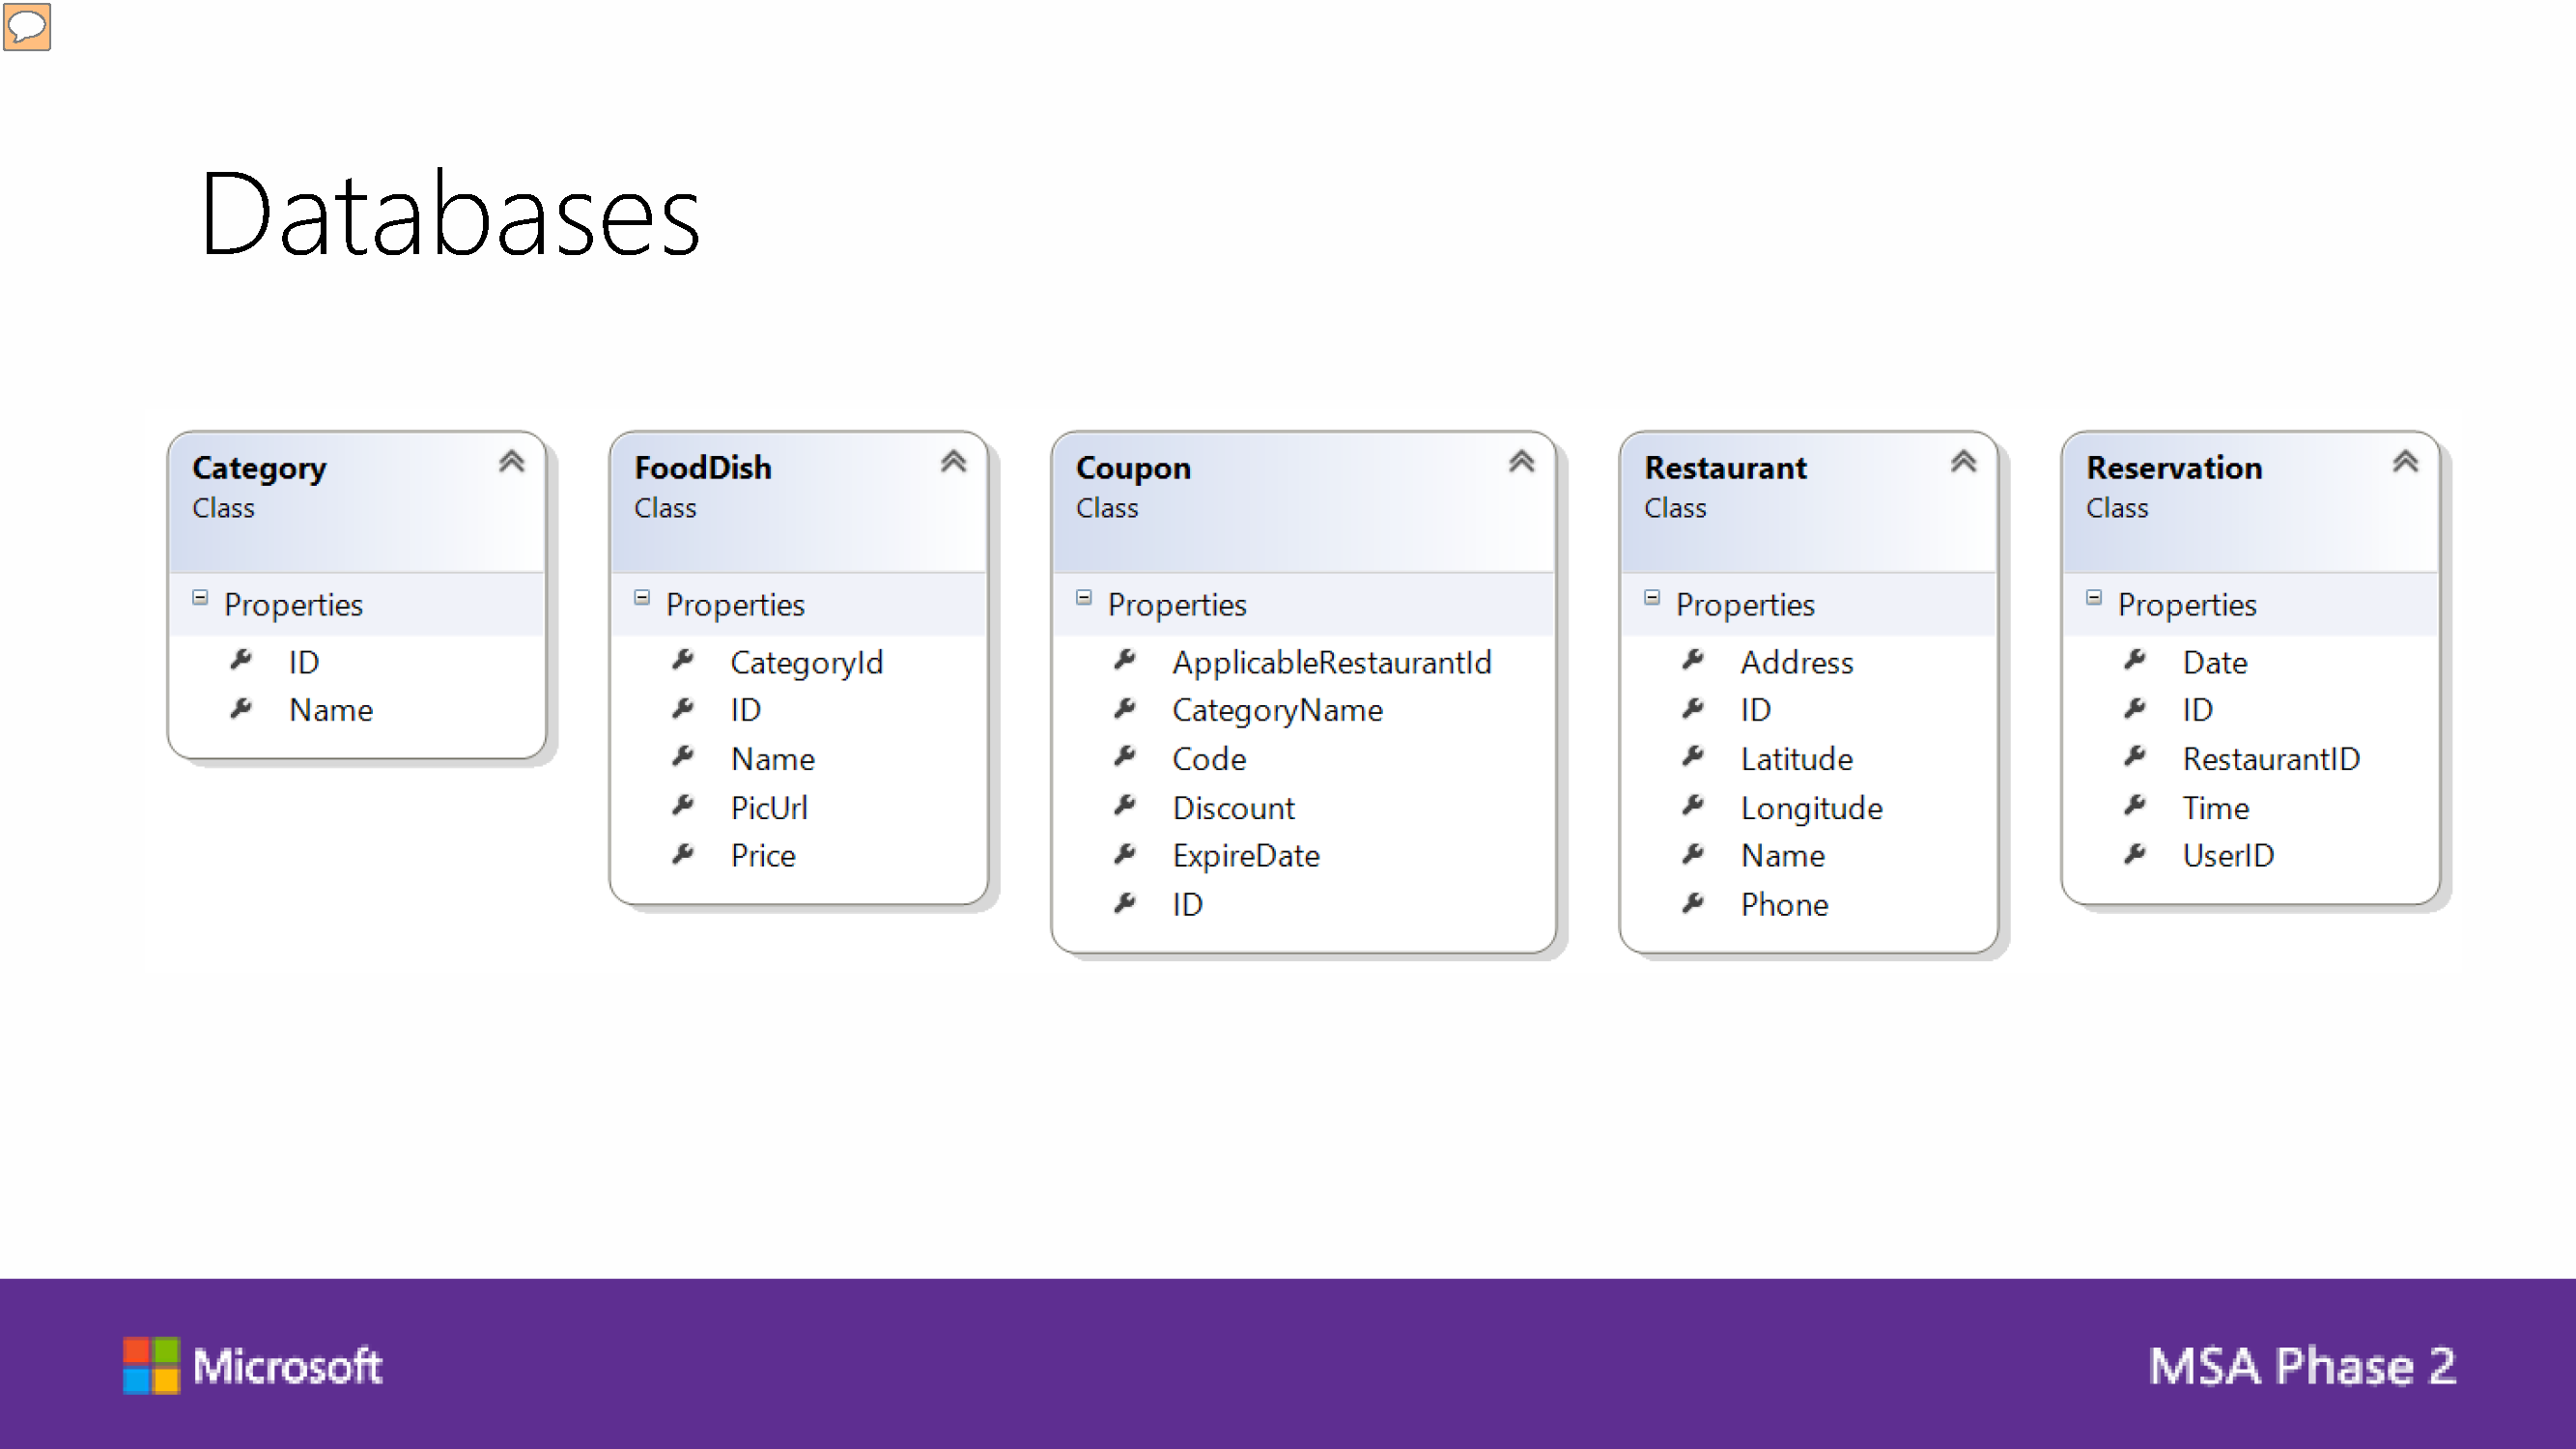 Databases
Category
Class
Properties
ID
Name
FoodDish
Class
Properties
CategoryId
ID
Name
PicUrl
Price
Coupon
Class
Properties
ApplicableRestaurantId
CategoryName
Code
Discount
ExpireDate
ID
Restaurant
Class
Properties
Address
ID
Latitude
Longitude
Name
Phone
Reservation
Class
Properties
Date
ID
RestaurantID
Time
UserID
Microsoft
MSA Phase 2